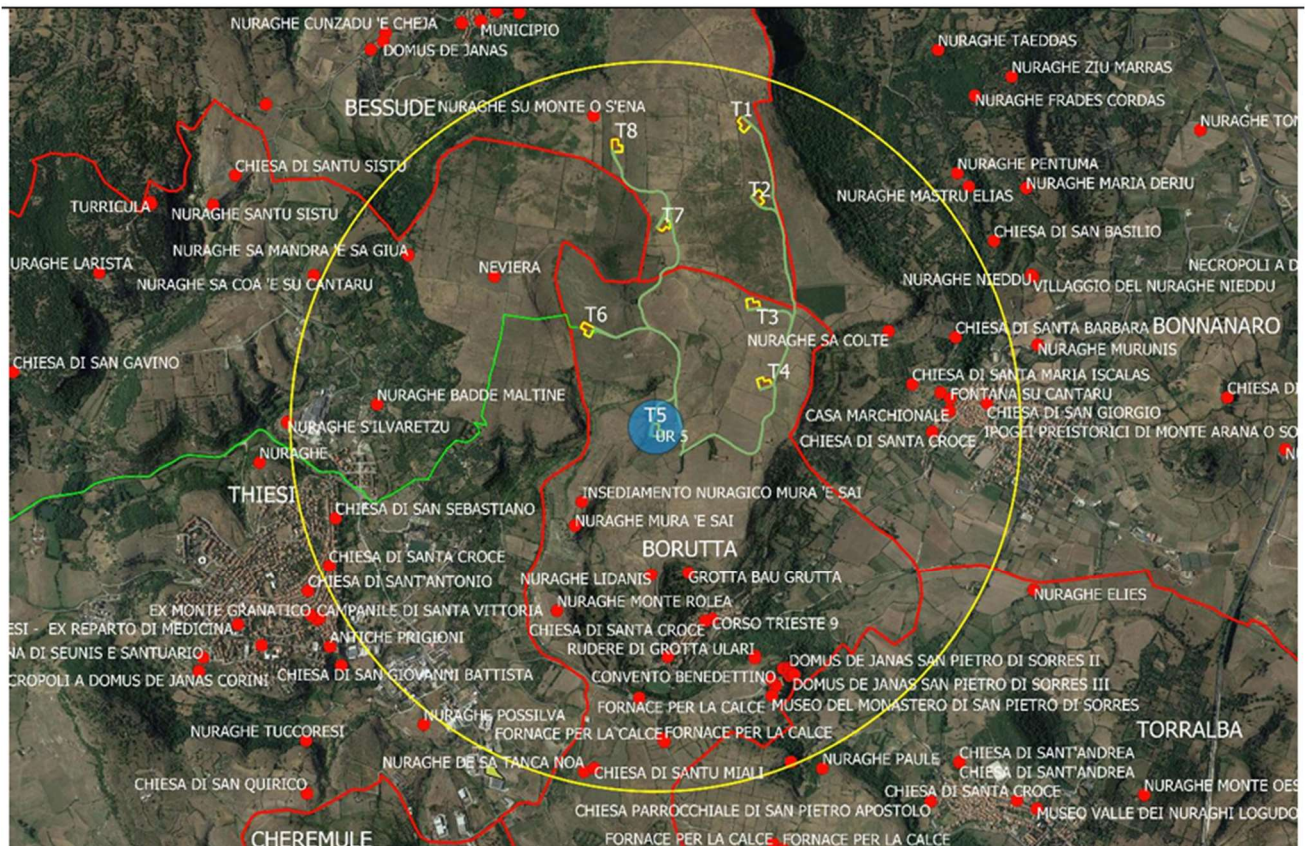 NURAGHE CUNZADU 'E CHEJA
MUNICIPIO
DOMUS DE JANAS
NURAGHE TAEDDAS
NURAGHE ZIU MARRAS
NURAGHE FRADES CORDAS
BESSUDE
NURAGHE SU MONTE O S'ENA
T1
NURAGHE TON
T8
CHIESA DI SANTU SISTU
NURAGHE PENTUMA
T2
NURAGHE MARIA DERIU
NURAGHE MASTRU ELIAS
TURRICULA
NURAGHE SANTU SISTU
T7
CHIESA DI SAN BASILIO
NURAGHE SA MANDRA 'E SA GIUA
URAGHE LARISTA
NEVIERA
NECROPOLI A D
NURAGHE SA COA 'E SU CANTARU
NURAGHE NIEDDU
VILLAGGIO DEL NURAGHE NIEDDU
T6
T3
CHIESA DI SANTA BARBARA
BONNANARO
NURAGHE SA COLTE
NURAGHE MURUNIS
CHIESA DI SAN GAVINO
T4
CHIESA DI SANTA MARIA ISCALAS
CHIESA DI
NURAGHE BADDE MALTINE
FONTANA SU CANTARU
CASA MARCHIONALE
CHIESA DI SAN GIORGIO
T5
NURAGHE S'ILVARETZU
UR 5
CHIESA DI SANTA CROCE
IPOGEI PREISTORICI DI MONTE ARANA O SO
NURAGHE
NU
THIESI
INSEDIAMENTO NURAGICO MURA 'E SAI
CHIESA DI SAN SEBASTIANO
NURAGHE MURA 'E SAI
BORUTTA
CHIESA DI SANTA CROCE
CHIESA DI SANT'ANTONIO
NURAGHE LIDANIS
GROTTA BAU GRUTTA
NURAGHE ELIES
EX MONTE GRANATICO
CAMPANILE DI SANTA VITTORIA
NURAGHE MONTE ROLEA
ESI - EX REPARTO DI MEDICINA
CHIESA DI SANTA CROCE
CORSO TRIESTE 9
ANTICHE PRIGIONI
RUDERE DI GROTTA ULARI
NA DI SEUNIS E SANTUARIO
DOMUS DE JANAS SAN PIETRO DI SORRES II
CROPOLI A DOMUS DE JANAS CORINI
CHIESA DI SAN GIOVANNI BATTISTA
CONVENTO BENEDETTINO
DOMUS DE JANAS SAN PIETRO DI SORRES III
FORNACE PER LA CALCE
MUSEO DEL MONASTERO DI SAN PIETRO DI SORRES
NURAGHE POSSILVA
NURAGHE TUCCORESI
FORNACE PER LA CALCE
FORNACE PER LA CALCE
TORRALBA
CHIESA DI SANT'ANDREA
NURAGHE DE SA TANCA NOA
NURAGHE PAULE
CHIESA DI SANTU MIALI
CHIESA DI SANT'ANDREA
CHIESA DI SAN QUIRICO
CHIESA DI SANTA CROCE
NURAGHE MONTE OES
CHIESA PARROCCHIALE DI SAN PIETRO APOSTOLO
MUSEO VALLE DEI NURAGHI LOGUDO
CHEREMULE
FORNACE PER LA CALCE
FORNACE PER LA CALCE